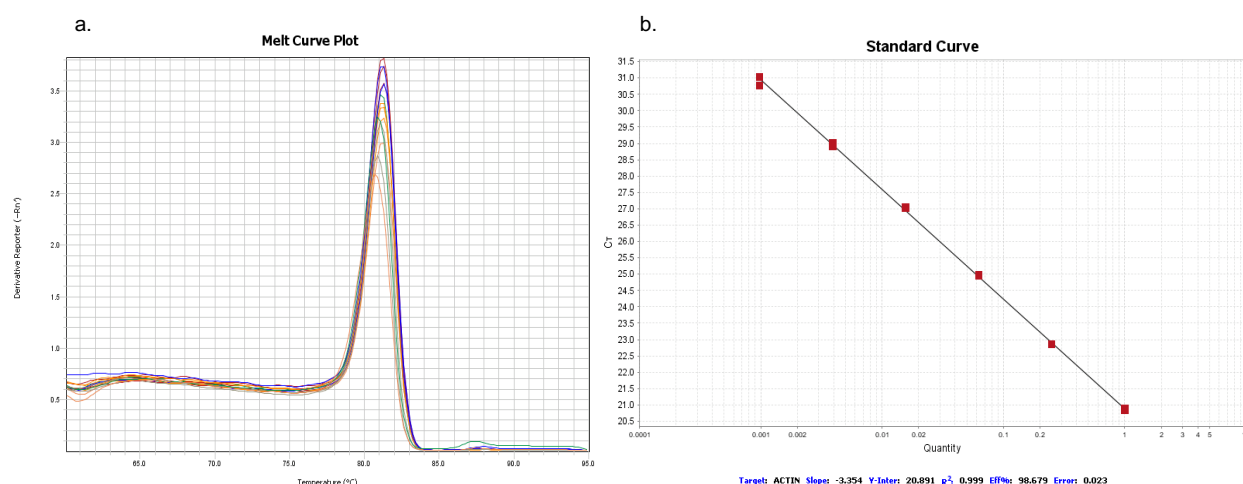 a.
Melt Curve Plot
Derivative Reporter (-Rn')
3.5
3.0
2.5
2.0
1.5
1.0
0.5
65.0 70.0 75.0 80.0 85.0 90.0 95.0
Temperature (°C)
b.
Standard Curve
CT
31.5
31.0
30.5
30.0
29.5
29.0
28.5
28.0
27.5
27.0
26.5
26.0
25.5
25.0
24.5
24.0
23.5
23.0
22.5
22.0
21.5
21.0
20.5
0.0001 0.001 0.002 0.01 0.02 0.1 0.2 1 2 3 4 5
Quantity
Target: ACTIN Slope: -3.354 Y-Inter: 20.891 R²: 0.999 Eff%: 98.679 Error: 0.023